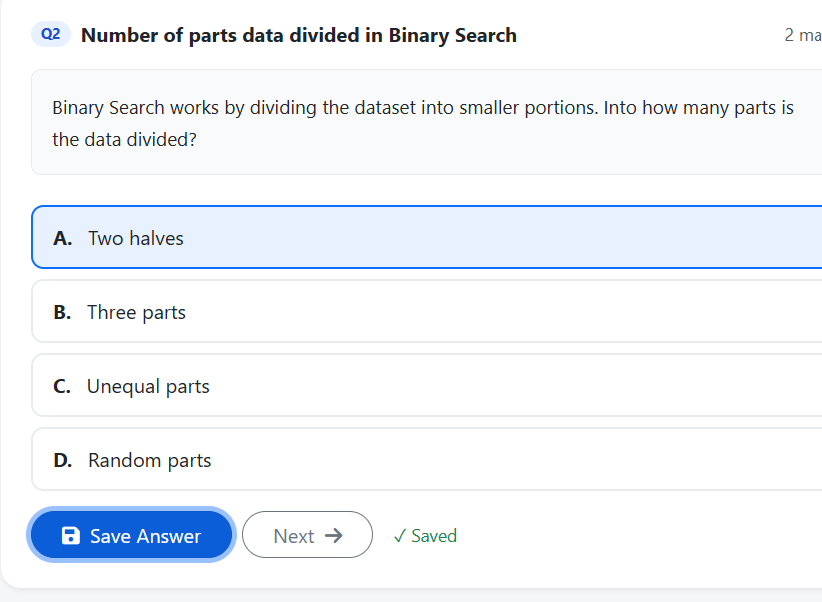 Q2 Number of parts data divided in Binary Search 2 ma
Binary Search works by dividing the dataset into smaller portions. Into how many parts is
the data divided?
A. Two halves
B. Three parts
C. Unequal parts
D. Random parts
Save Answer Next → ✓ Saved